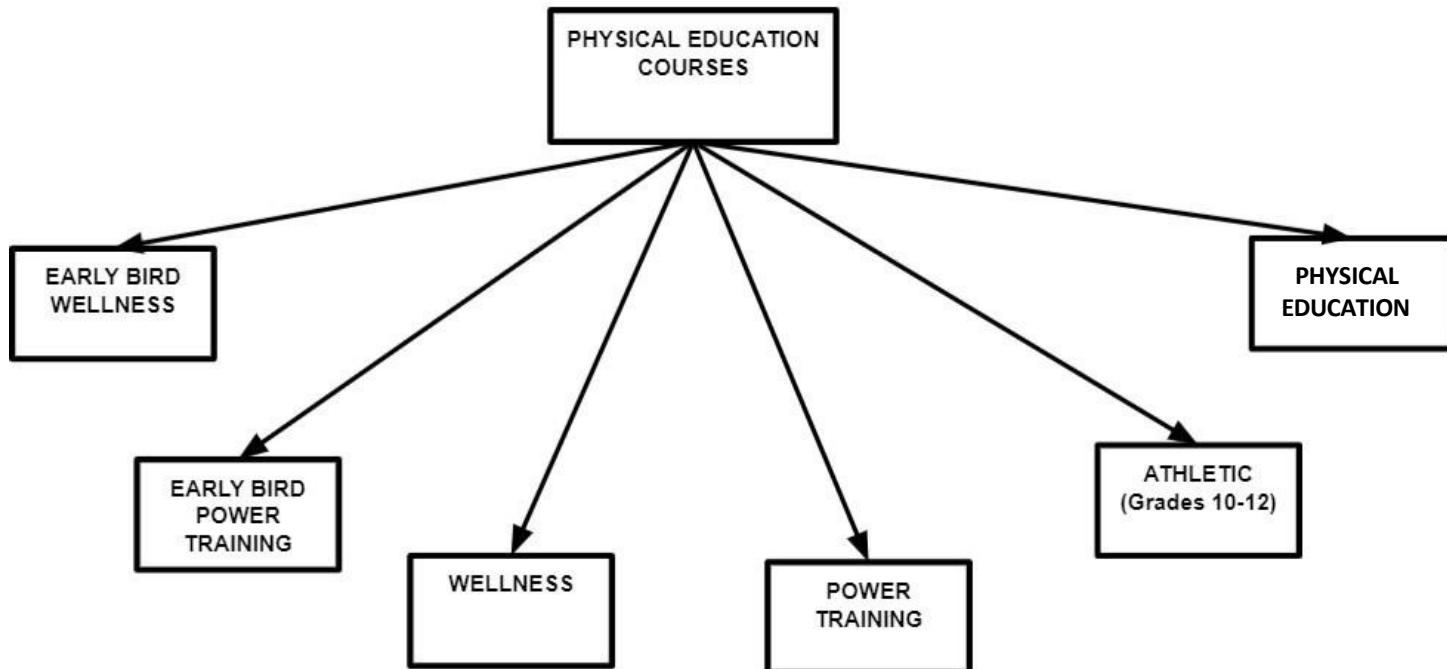 PHYSICAL EDUCATION
COURSES
EARLY BIRD
WELLNESS
PHYSICAL
EDUCATION
EARLY BIRD
POWER
TRAINING
WELLNESS
POWER
TRAINING
ATHLETIC
(Grades 10-12)